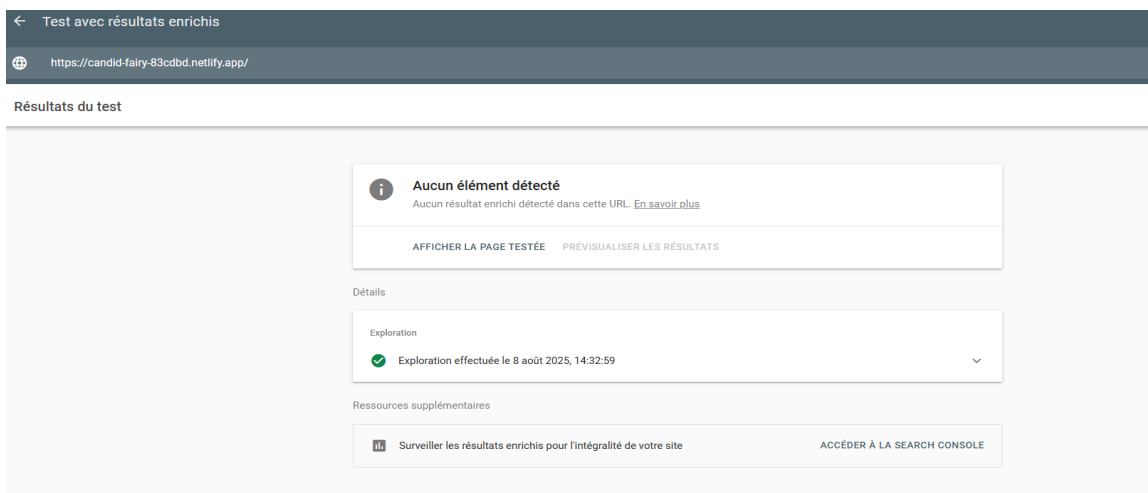 Test avec résultats enrichis
https://candid-fairy-83cdbd.netlify.app/
Résultats du test
Aucun élément détecté
Aucun résultat enrichi détecté dans cette URL. En savoir plus
AFFICHER LA PAGE TESTÉE PRÉVISUALISER LES RÉSULTATS
Détails
Exploration
Exploration effectuée le 8 août 2025, 14:32:59
Ressources supplémentaires
Surveiller les résultats enrichis pour l'intégralité de votre site ACCÉDER À LA SEARCH CONSOLE